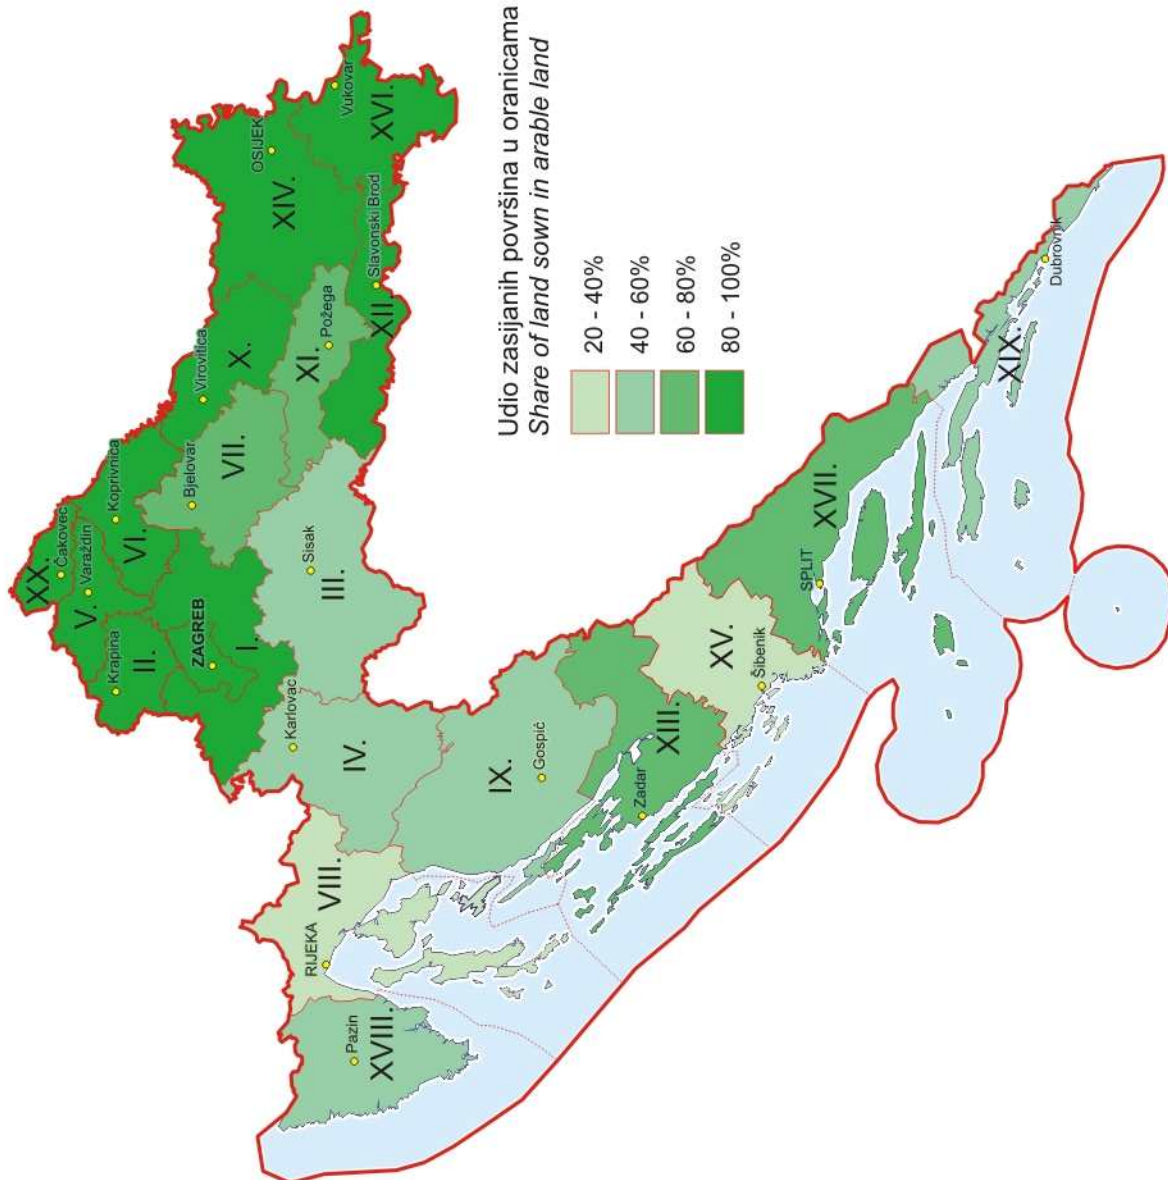 XX.
Čakovec
Krapina
V.
Varaždin
Koprivnica
II.
VI.
ZAGREB
I.
Bjelovar
VII.
Virovitica
X.
OSIJEK
XIV.
Vukovar
XVI.
Požega
XI.
Slavonski Brod
XII.
Sisak
III.
Karlovac
IV.
RIJEKA
VIII.
Pazin
XVIII.
IX.
Gospić
Zadar
XIII.
XV.
Šibenik
SPLIT
XVII.
XIX.
Dubrovnik
Udio zasijanih površina u oranicama
Share of land sown in arable land
20 - 40%
40 - 60%
60 - 80%
80 - 100%